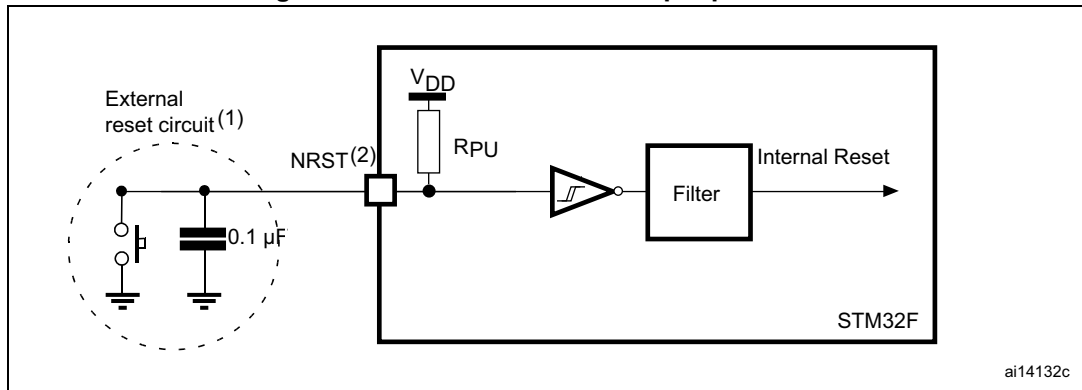 External
reset circuit(1)
VDD
NRST(2)
RPU
Internal Reset
Filter
0.1 µF
STM32F
ai14132c